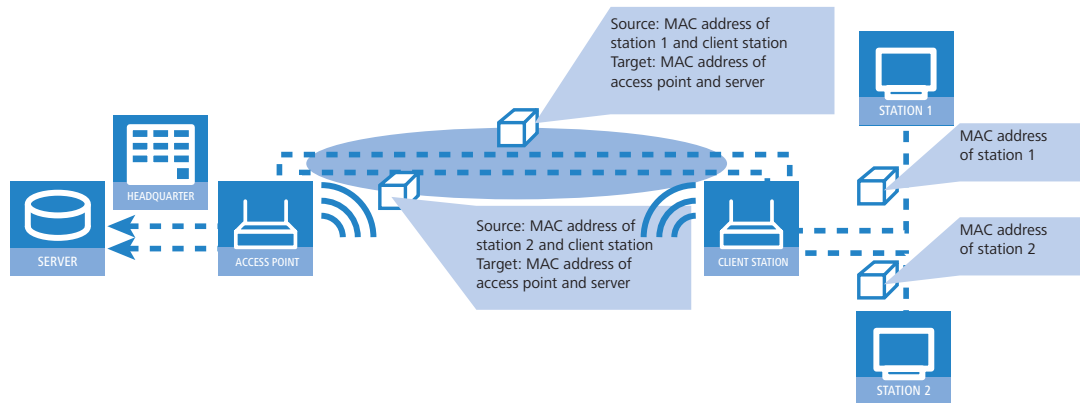 Source: MAC address of
station 1 and client station
Target: MAC address of
access point and server
STATION 1
MAC address
of station 1
HEADQUARTER
SERVER
ACCESS POINT
Source: MAC address of
station 2 and client station
Target: MAC address of
access point and server
CLIENT STATION
MAC address
of station 2
STATION 2